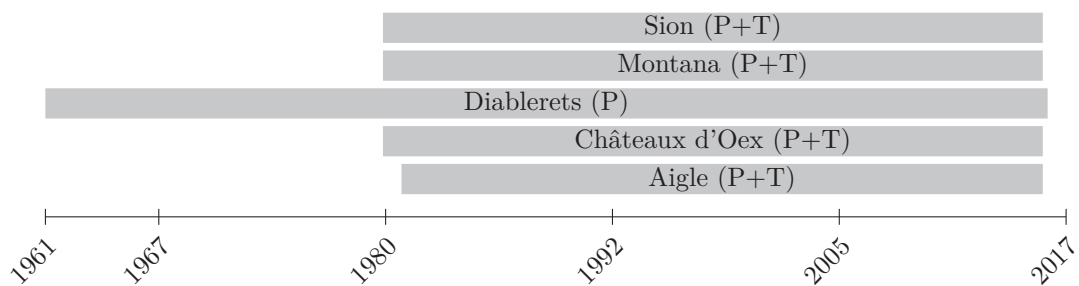 Sion (P+T)
Montana (P+T)
Diablerets (P)
Châteaux d'Oex (P+T)
Aigle (P+T)
1961 1967 1980 1992 2005 2017